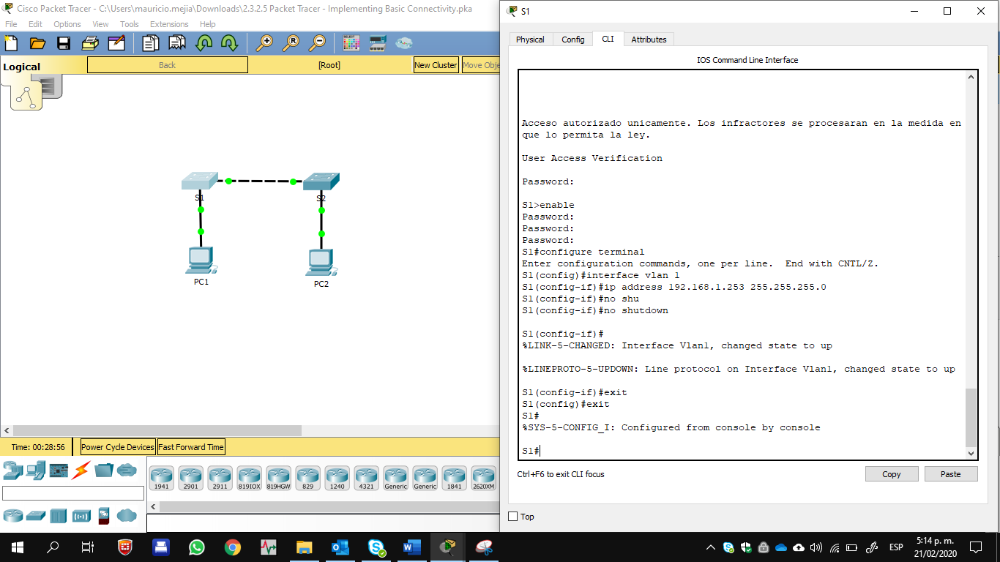 Cisco Packet Tracer - C:\Users\mauricio.mejia\Downloads\2.3.2.5 Packet Tracer - Implementing Basic Connectivity.pka
File Edit Options View Tools Extensions Help
Logical
Back
[Root]
New Cluster
Move Obje
S1
S2
PC1
PC2
Time: 00:28:56
Power Cycle Devices
Fast Forward Time
1941
2901
2911
819IOX
819HGW
829
1240
4321
Generic
Generic
1841
2620XM
S1
Physical
Config
CLI
Attributes
IOS Command Line Interface
Acceso autorizado unicamente. Los infractores se procesaran en la medida en
que lo permita la ley.
User Access Verification
Password:
S1>enable
Password:
Password:
Password:
S1#configure terminal
Enter configuration commands, one per line.  End with CNTL/Z.
S1(config)#interface vlan 1
S1(config-if)#ip address 192.168.1.253 255.255.255.0
S1(config-if)#no shu
S1(config-if)#no shutdown
S1(config-if)#
%LINK-5-CHANGED: Interface Vlan1, changed state to up
%LINEPROTO-5-UPDOWN: Line protocol on Interface Vlan1, changed state to up
S1(config-if)#exit
S1(config)#exit
S1#
%SYS-5-CONFIG_I: Configured from console by console
S1#
Ctrl+F6 to exit CLI focus
Copy
Paste
Top
ESP
5:14 p. m.
21/02/2020